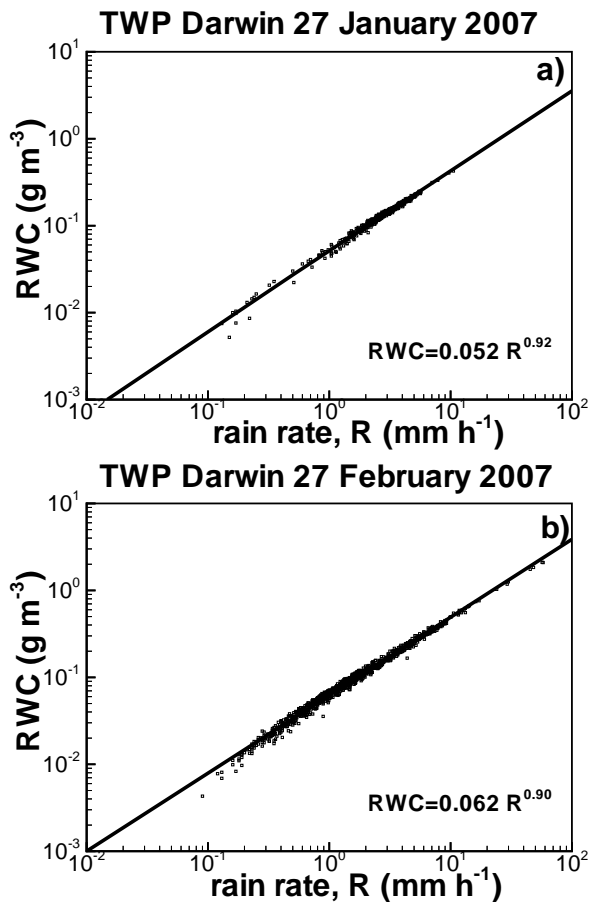 TWP Darwin 27 January 2007
a)
10^1
10^0
10^-1
10^-2
10^-3
RWC (g m^-3)
RWC=0.052 R^0.92
10^-2 10^-1 10^0 10^1 10^2
rain rate, R (mm h^-1)
TWP Darwin 27 February 2007
b)
10^1
10^0
10^-1
10^-2
10^-3
RWC (g m^-3)
RWC=0.062 R^0.90
10^-2 10^-1 10^0 10^1 10^2
rain rate, R (mm h^-1)